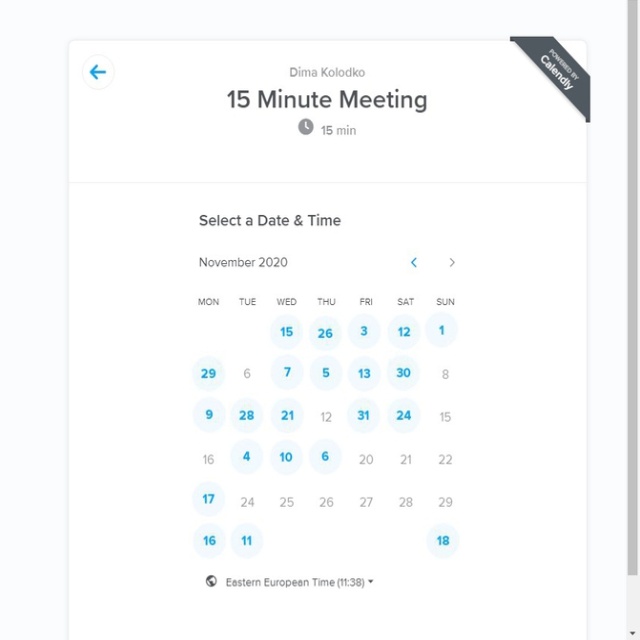 POWERED BY
Calendly
Dima Kolodko
15 Minute Meeting
15 min
Select a Date & Time
November 2020
MON TUE WED THU FRI SAT SUN
15 26 3 12 1
29 6 7 5 13 30 8
9 28 21 12 31 24 15
16 4 10 6 20 21 22
17 24 25 26 27 28 29
16 11 18
Eastern European Time (11:38)